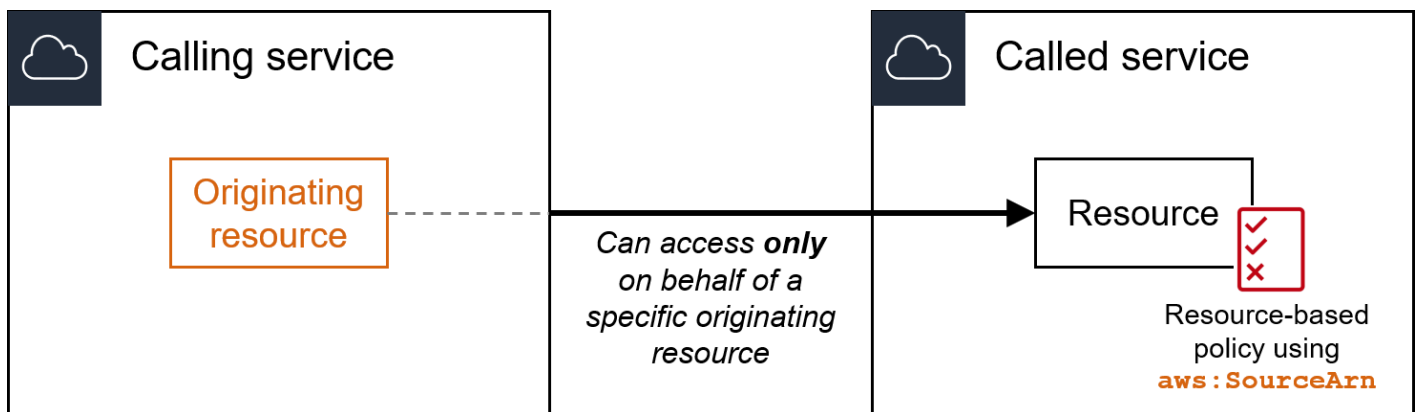 Calling service
Called service
Originating
resource
Can access only
on behalf of a
specific originating
resource
Resource
Resource-based
policy using
aws:SourceArn